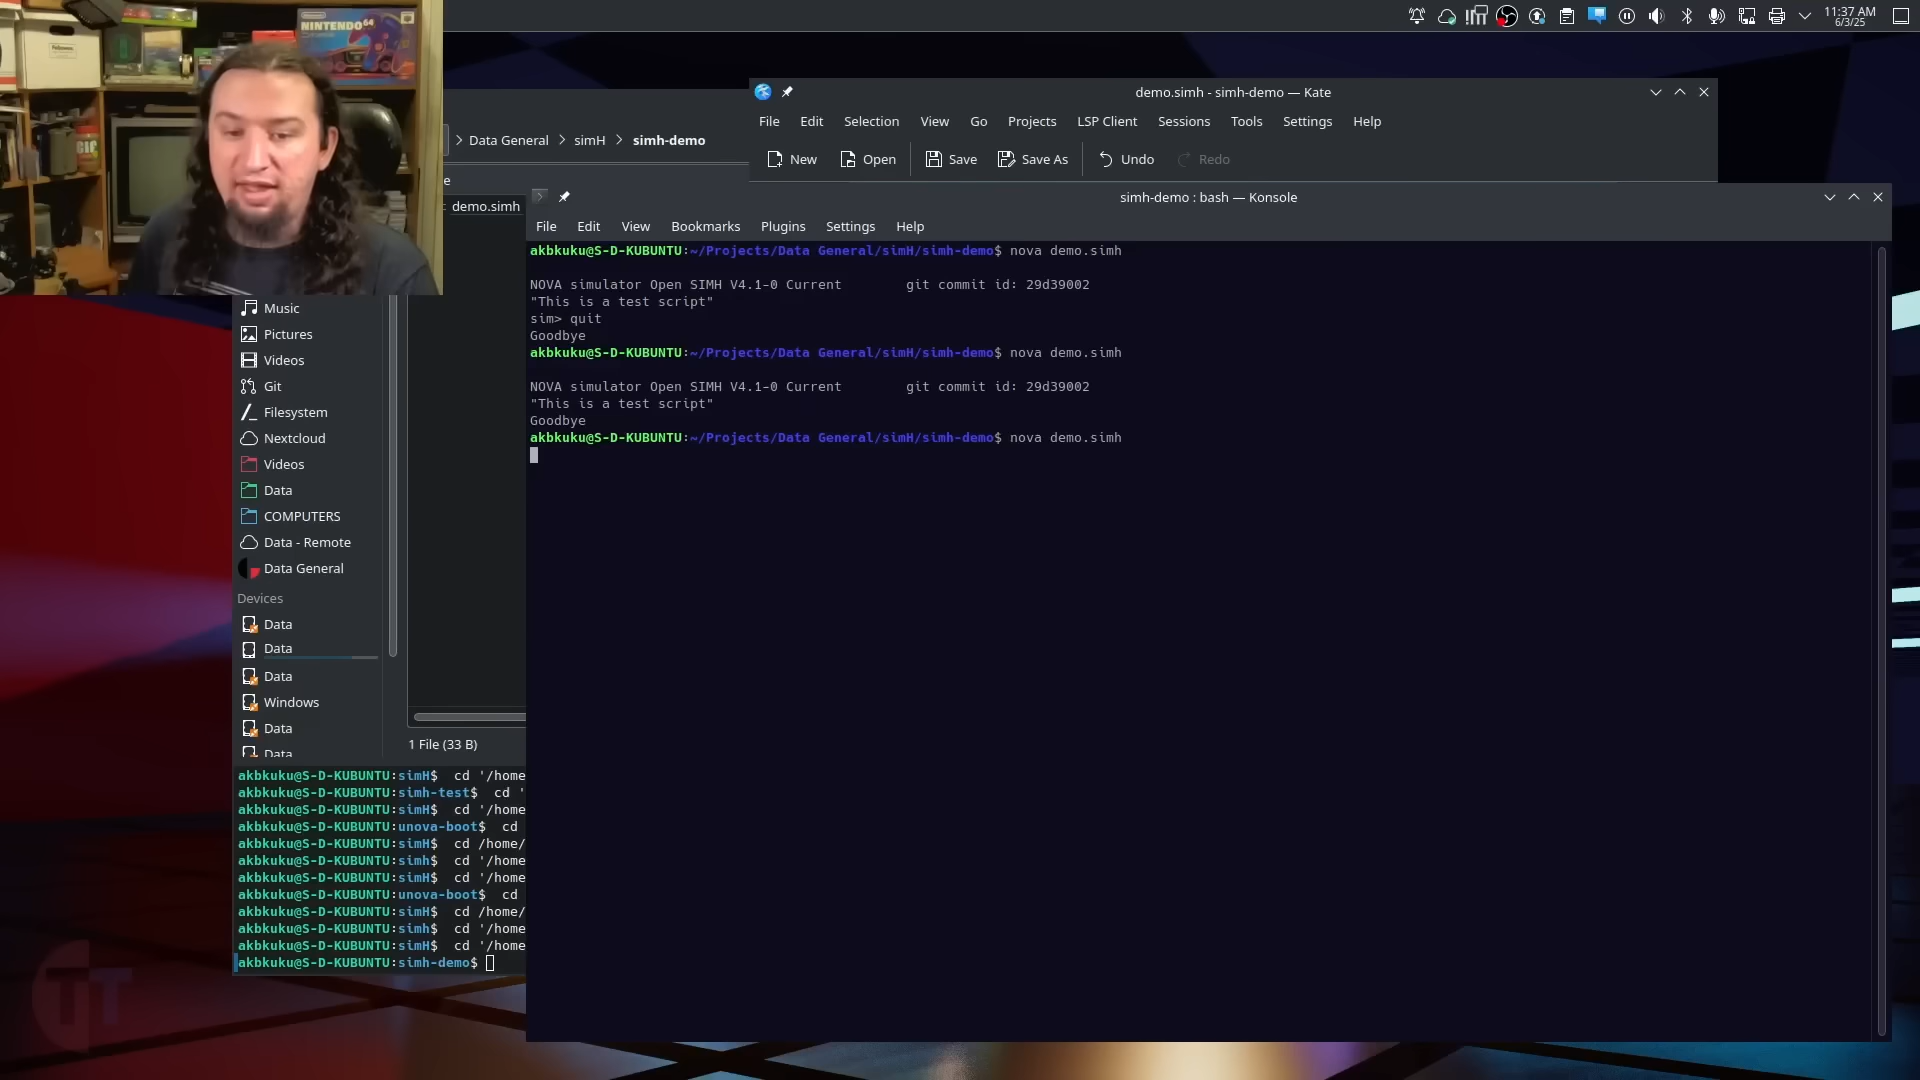 NINTENDO 64
11:37 AM
6/3/25
demo.simh - simh-demo — Kate
File Edit Selection View Go Projects LSP Client Sessions Tools Settings Help
New Open Save Save As Undo Redo
Data General simH simh-demo
demo.simh
simh-demo : bash — Konsole
File Edit View Bookmarks Plugins Settings Help
akbkuku@S-D-KUBUNTU:~/Projects/Data General/simH/simh-demo$ nova demo.simh
NOVA simulator Open SIMH V4.1-0 Current git commit id: 29d39002
"This is a test script"
sim> quit
Goodbye
akbkuku@S-D-KUBUNTU:~/Projects/Data General/simH/simh-demo$ nova demo.simh
NOVA simulator Open SIMH V4.1-0 Current git commit id: 29d39002
"This is a test script"
Goodbye
akbkuku@S-D-KUBUNTU:~/Projects/Data General/simH/simh-demo$ nova demo.simh
Music
Pictures
Videos
Git
Filesystem
Nextcloud
Videos
Data
COMPUTERS
Data - Remote
Data General
Devices
Data
Data
Data
Windows
Data
Data
1 File (33 B)
akbkuku@S-D-KUBUNTU:simH$ cd '/home
akbkuku@S-D-KUBUNTU:simh-test$ cd '
akbkuku@S-D-KUBUNTU:simH$ cd '/home
akbkuku@S-D-KUBUNTU:unova-boot$ cd
akbkuku@S-D-KUBUNTU:simH$ cd /home/
akbkuku@S-D-KUBUNTU:simh$ cd '/home
akbkuku@S-D-KUBUNTU:simH$ cd '/home
akbkuku@S-D-KUBUNTU:unova-boot$ cd
akbkuku@S-D-KUBUNTU:simH$ cd /home/
akbkuku@S-D-KUBUNTU:simh$ cd '/home
akbkuku@S-D-KUBUNTU:simH$ cd '/home
akbkuku@S-D-KUBUNTU:simh-demo$
TT